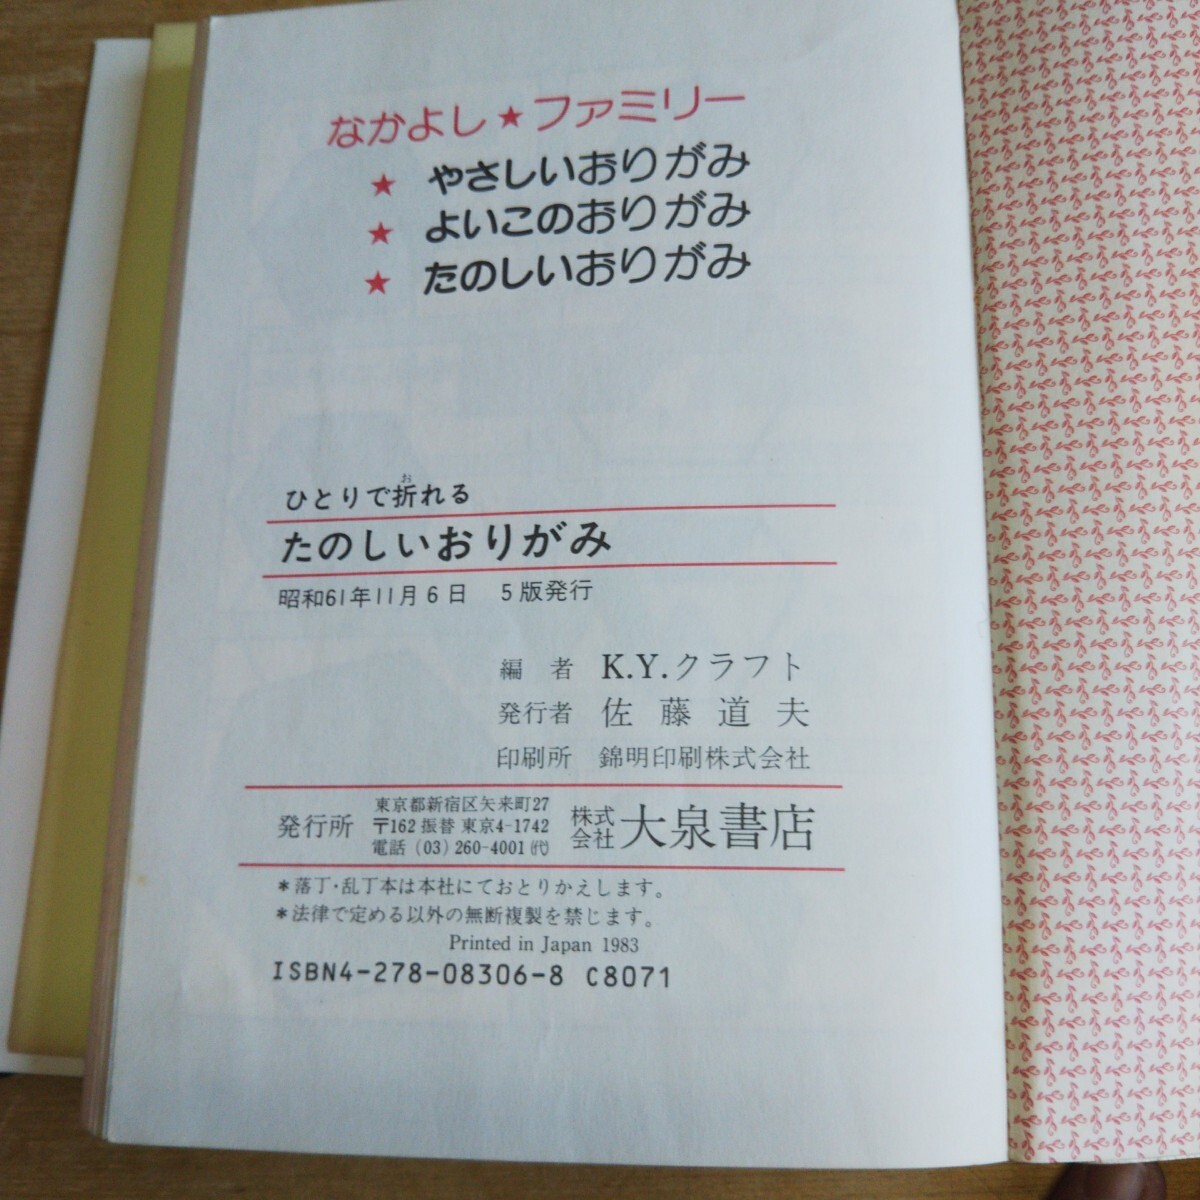 なかよし★ファミリー
★ やさしいおりがみ
★ よいこのおりがみ
★ たのしいおりがみ
ひとりで折れる
お
たのしいおりがみ
昭和61年11月6日 5版発行
編者 K.Y.クラフト
発行者 佐藤道夫
印刷所 錦明印刷株式会社
発行所
東京都新宿区矢来町27
〒162 振替 東京4-1742
電話 (03) 260-4001 ㈹
株式会社 大泉書店
*落丁・乱丁本は本社にておとりかえします。
*法律で定める以外の無断複製を禁じます。
Printed in Japan 1983
ISBN4-278-08306-8 C8071